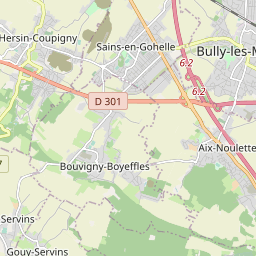 Hersin-Coupigny
Sains-en-Gohelle
Bully-les-M
6.2
6.2
D 301
Aix-Noulette
7
Bouvigny-Boyeffles
Servins
Gouy-Servins